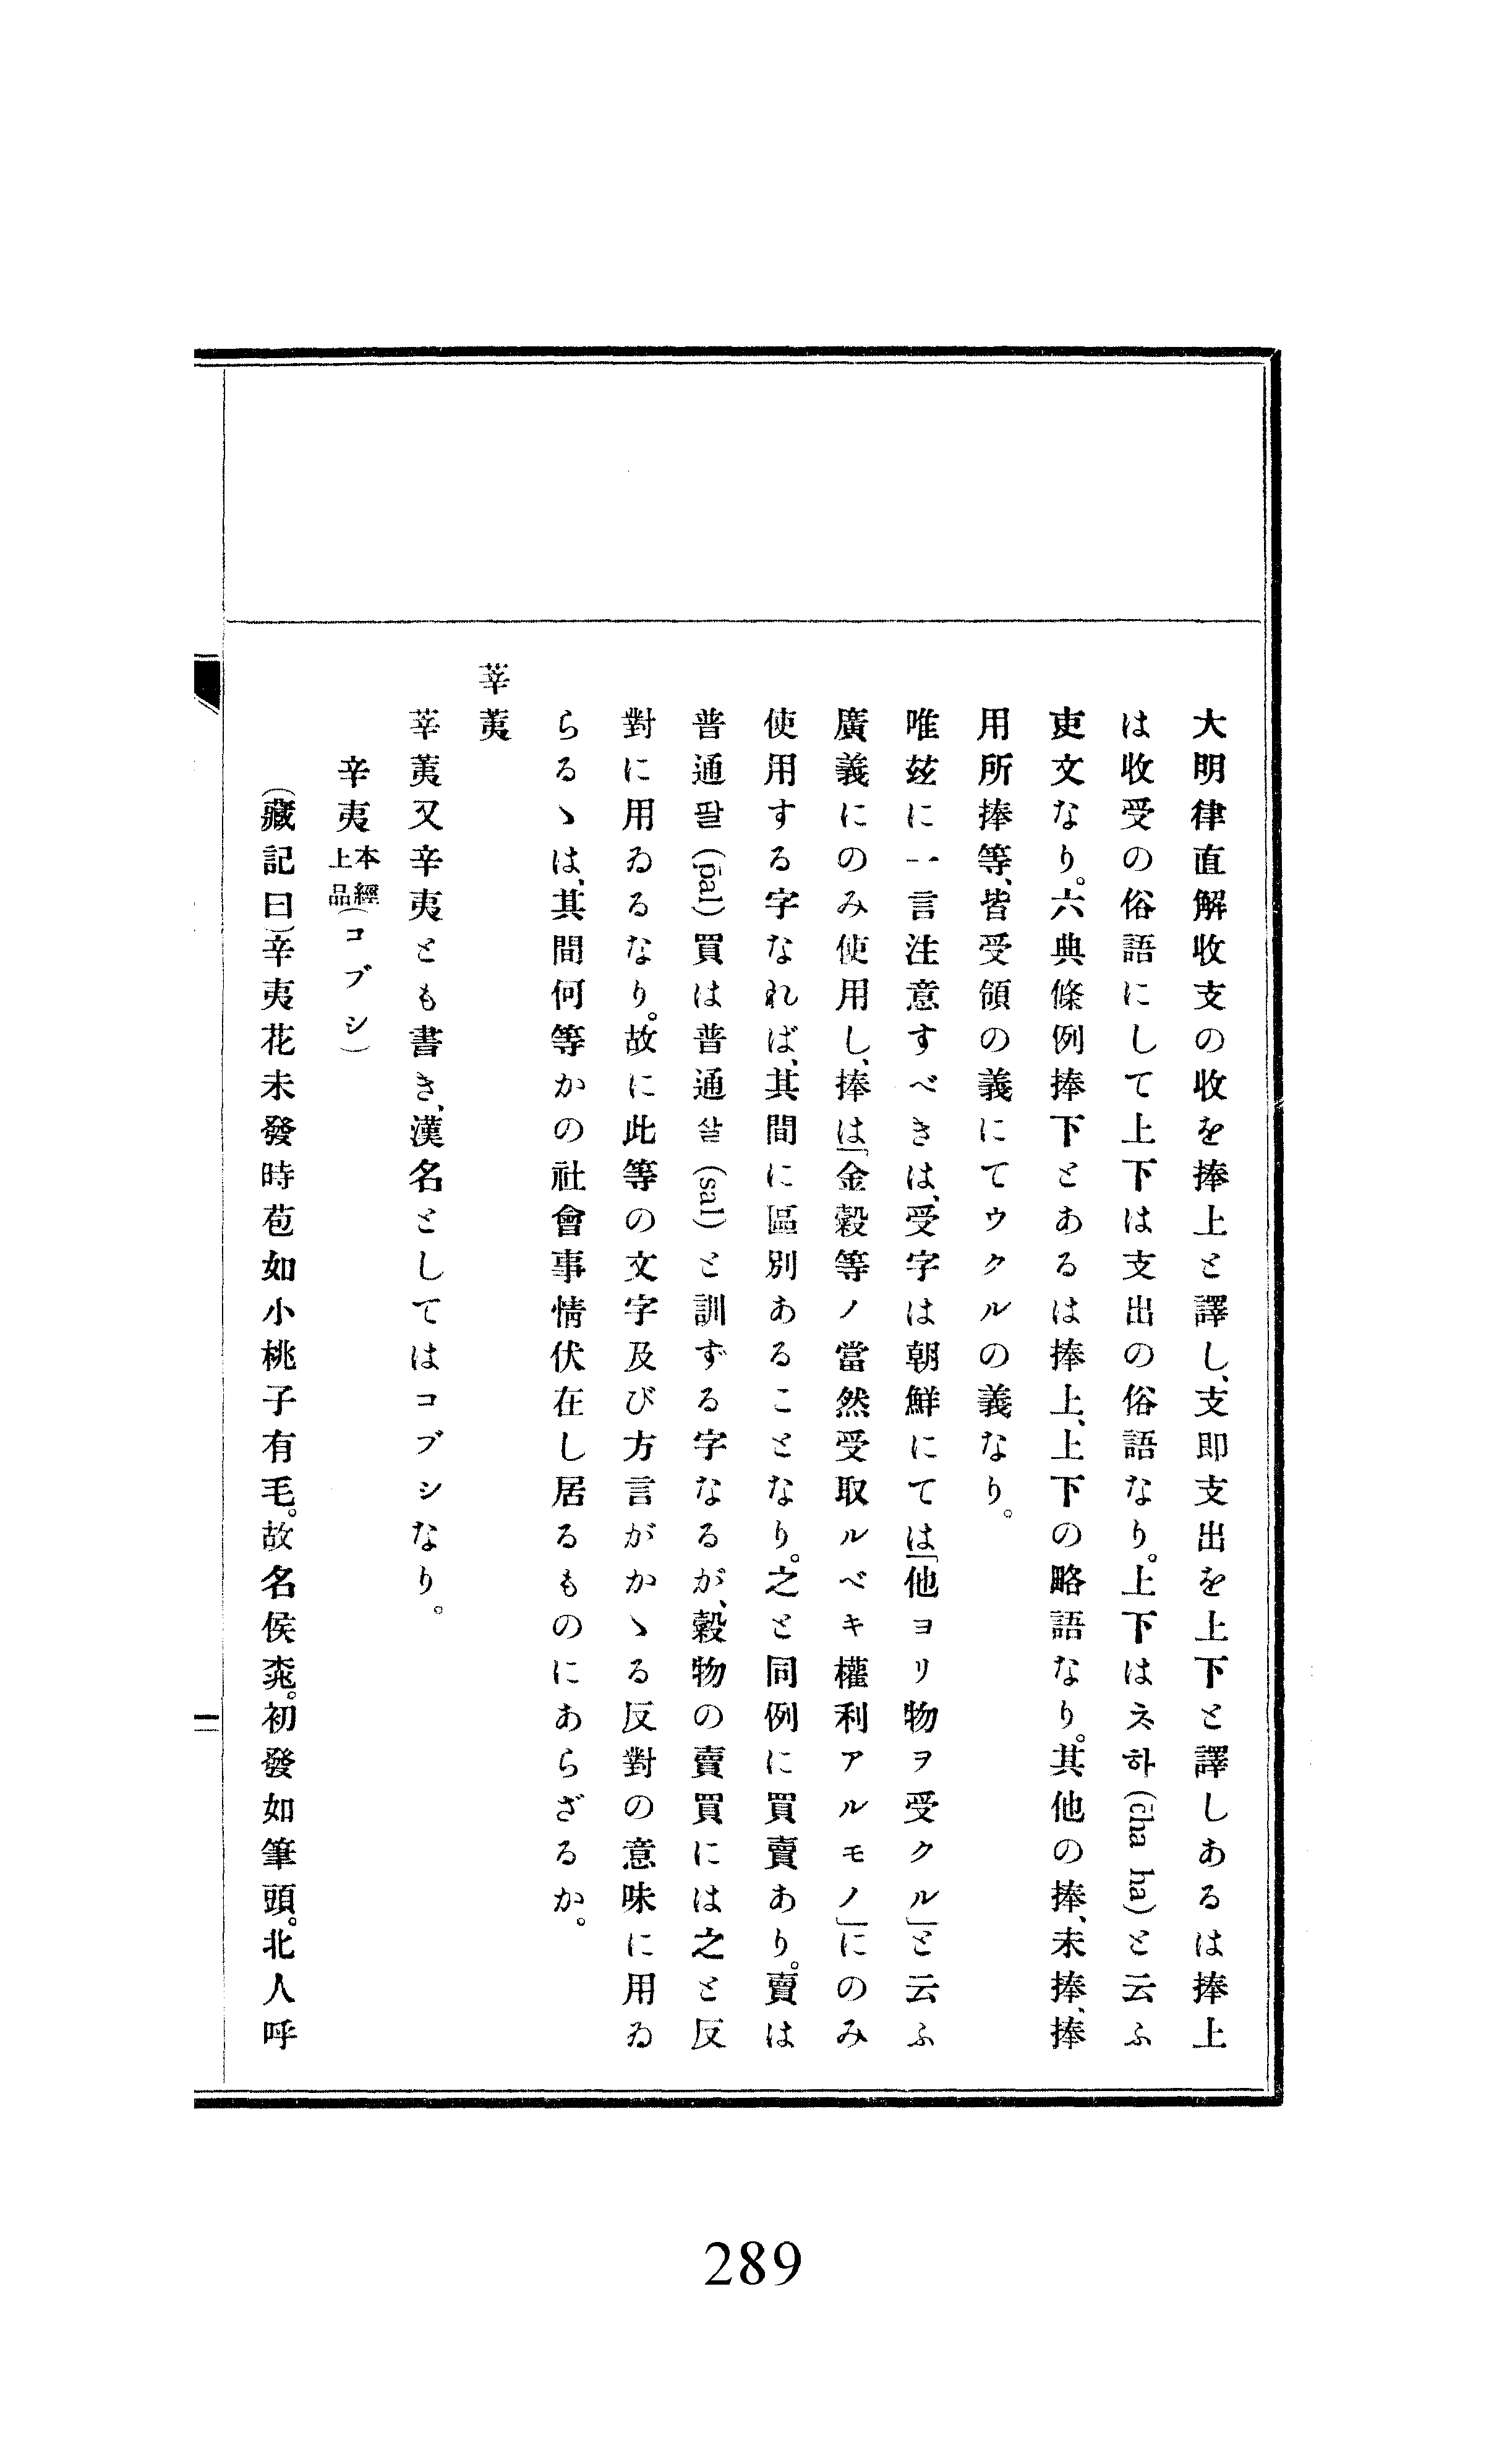 大明律直解收支の收を捧上と譯し、支即支出を上下と譯しあるは捧上
は收受の俗語にして上下は支出の俗語なり。上下はᄎᆞ하(čha ha)と云ふ
吏文なり。六典條例捧下とあるは捧上、上下の略語なり。其他の捧、未捧、捧
用所捧等、皆受領の義にてウクルの義なり。
唯玆に一言注意すべきは、受字は朝鮮にては「他ヨリ物ヲ受クル」と云ふ
廣義にのみ使用し、捧は「金穀等ノ當然受取ルベキ權利アルモノ」にのみ
使用する字なれば、其間に區別あることなり。之と同例に買賣あり。賣は
普通팔(p̄al)買は普通살(sal)と訓ずる字なるが、穀物の賣買には之と反
對に用ゐるなり。故に此等の文字及び方言がかゝる反對の意味に用ゐ
らるゝは、其間何等かの社會事情伏在し居るものにあらざるか。
莘荑
莘荑又辛夷とも書き、漢名としてはコブシなり。
辛夷本經上品(コブシ)
(藏記曰)辛夷花未發時苞如小桃子有毛。故名侯桃。初發如筆頭。北人呼
一
289